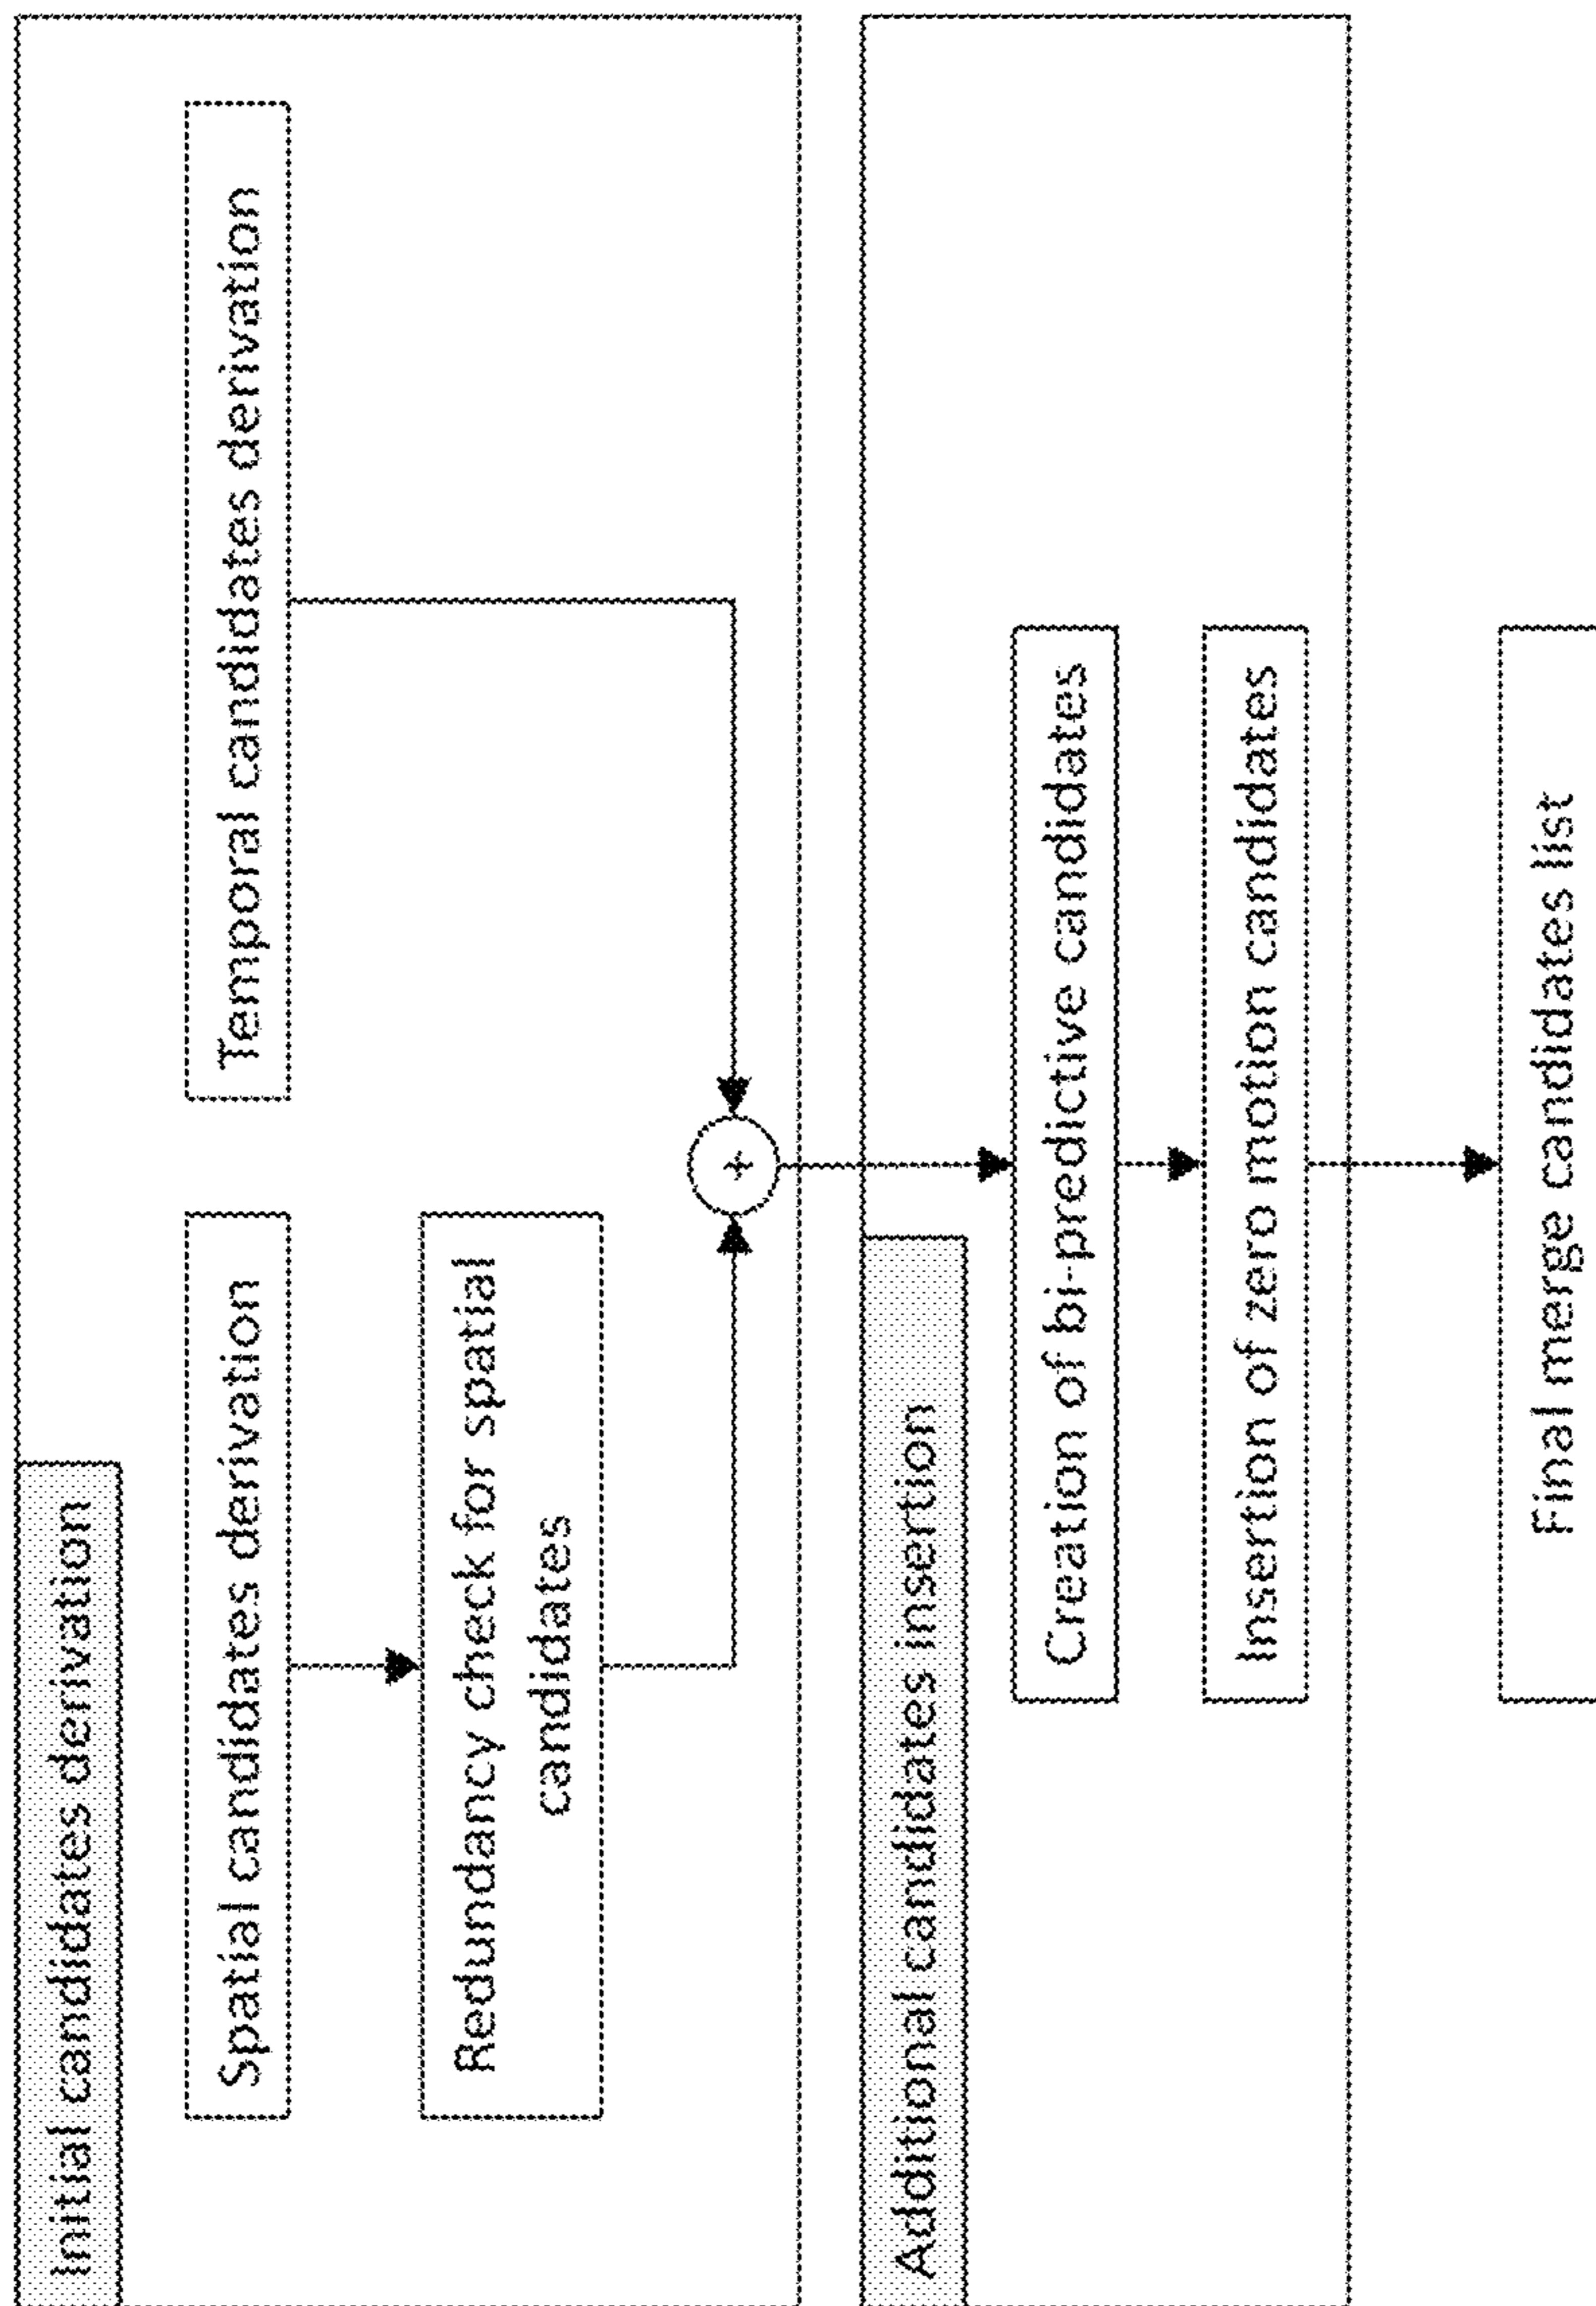 Initial candidates derivation
Spatial candidates derivation
Temporal candidates derivation
Redundancy check for spatial
candidates
+
Additional candidates insertion
Creation of bi-predictive candidates
Insertion of zero motion candidates
Final merge candidates list